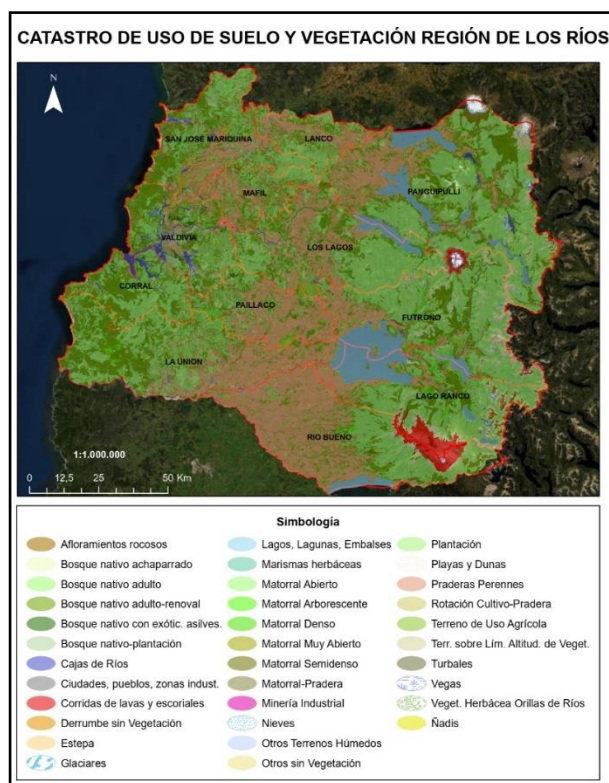 CATASTRO DE USO DE SUELO Y VEGETACIÓN REGIÓN DE LOS RÍOS
N
SAN JOSÉ MARIQUINA
LANCO
MAFIL
PANGUIPULLI
VALDIVIA
LOS LAGOS
CORRAL
PAILLACO
FUTRONO
LA UNION
LAGO RANCO
RIO BUENO
1:1.000.000
0 12,5 25 50 Km
Simbología
Afloramientos rocosos
Bosque nativo achaparrado
Bosque nativo adulto
Bosque nativo adulto-renoval
Bosque nativo con exótic. asilves.
Bosque nativo-plantación
Cajas de Ríos
Ciudades, pueblos, zonas indust.
Corridas de lavas y escoriales
Derrumbe sin Vegetación
Estepa
Glaciares
Lagos, Lagunas, Embalses
Marismas herbáceas
Matorral Abierto
Matorral Arborescente
Matorral Denso
Matorral Muy Abierto
Matorral Semidenso
Matorral-Pradera
Minería Industrial
Nieves
Otros Terrenos Húmedos
Otros sin Vegetación
Plantación
Playas y Dunas
Praderas Perennes
Rotación Cultivo-Pradera
Terreno de Uso Agrícola
Terr. sobre Lím. Altitud. de Veget.
Turbales
Vegas
Veget. Herbácea Orillas de Ríos
Ñadis